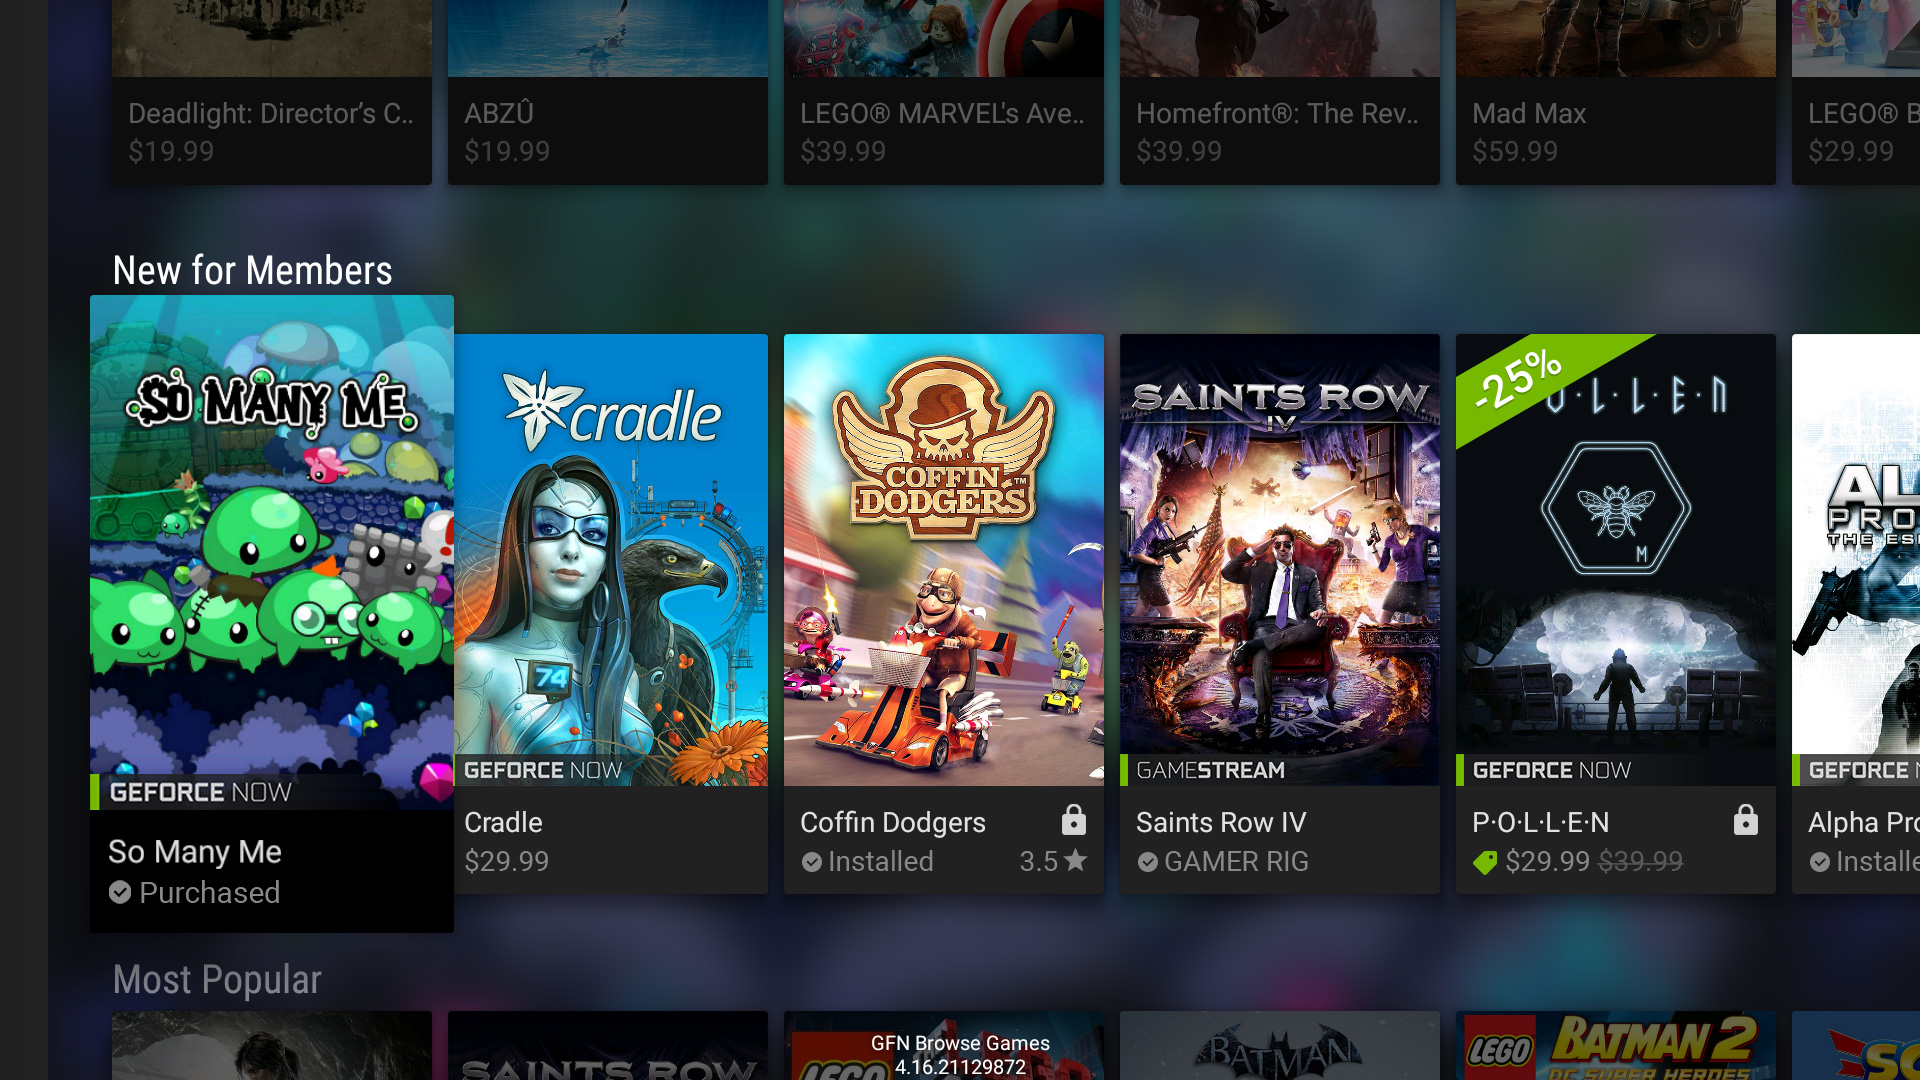 Deadlight: Director's C..
$19.99
ABZÛ
$19.99
LEGO® MARVEL's Ave..
$39.99
Homefront®: The Rev..
$39.99
Mad Max
$59.99
LEGO® B
$29.99
New for Members
SO MANY ME
GEFORCE NOW
So Many Me
Purchased
cradle
74
GEFORCE NOW
Cradle
$29.99
COFFIN
DODGERS™
Coffin Dodgers
Installed 3.5
SAINTS ROW
IV
GAMESTREAM
Saints Row IV
GAMER RIG
-25%
O·L·L·E·N
M
GEFORCE NOW
P·O·L·L·E·N
$29.99 $39.99
AL
PRO
THE ESP
GEFORCE N
Alpha Pro
Installe
Most Popular
SAINTS ROW
LEGO
GFN Browse Games
4.16.21129872
BATMAN
LEGO
BATMAN 2
DC SUPER HEROES
SO